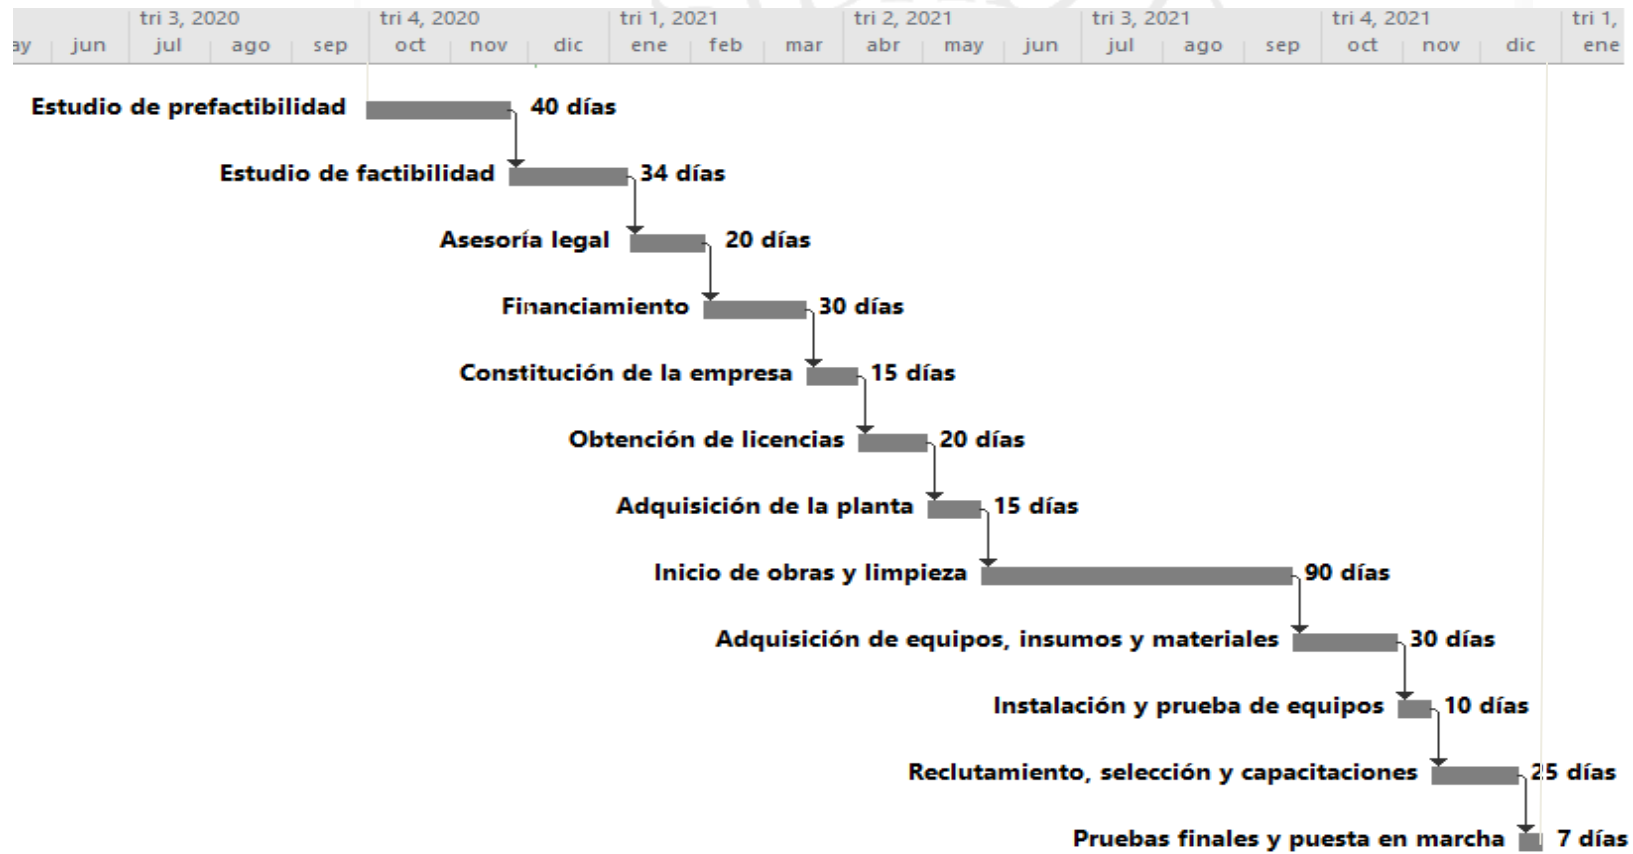 tri 3, 2020 tri 4, 2020 tri 1, 2021 tri 2, 2021 tri 3, 2021 tri 4, 2021 tri 1,
ay jun jul ago sep oct nov dic ene feb mar abr may jun jul ago sep oct nov dic ene
Estudio de prefactibilidad 40 días
Estudio de factibilidad 34 días
Asesoría legal 20 días
Financiamiento 30 días
Constitución de la empresa 15 días
Obtención de licencias 20 días
Adquisición de la planta 15 días
Inicio de obras y limpieza 90 días
Adquisición de equipos, insumos y materiales 30 días
Instalación y prueba de equipos 10 días
Reclutamiento, selección y capacitaciones 25 días
Pruebas finales y puesta en marcha 7 días